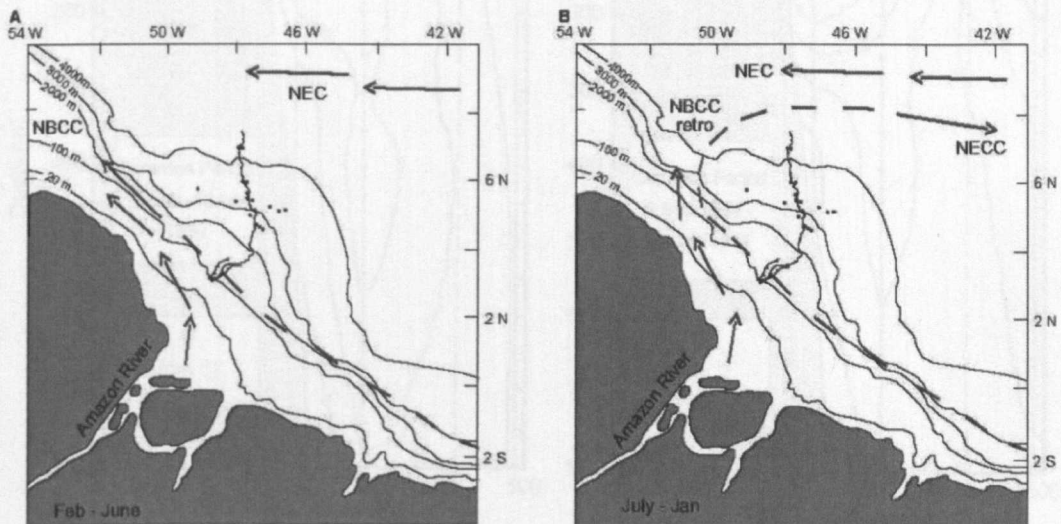 A
54 W 50 W 46 W 42 W
4000m
3000 m
2000 m.
NBCC
100 m.
20 m.
NEC
6 N
2 N
2 S
Amazon River
Feb - June
B
54 W 50 W 46 W 42 W
4000m
3000 m
2000 m.
100 m.
20 m.
NEC
NBCC
retro
NECC
6 N
2 N
2 S
Amazon River
July - Jan